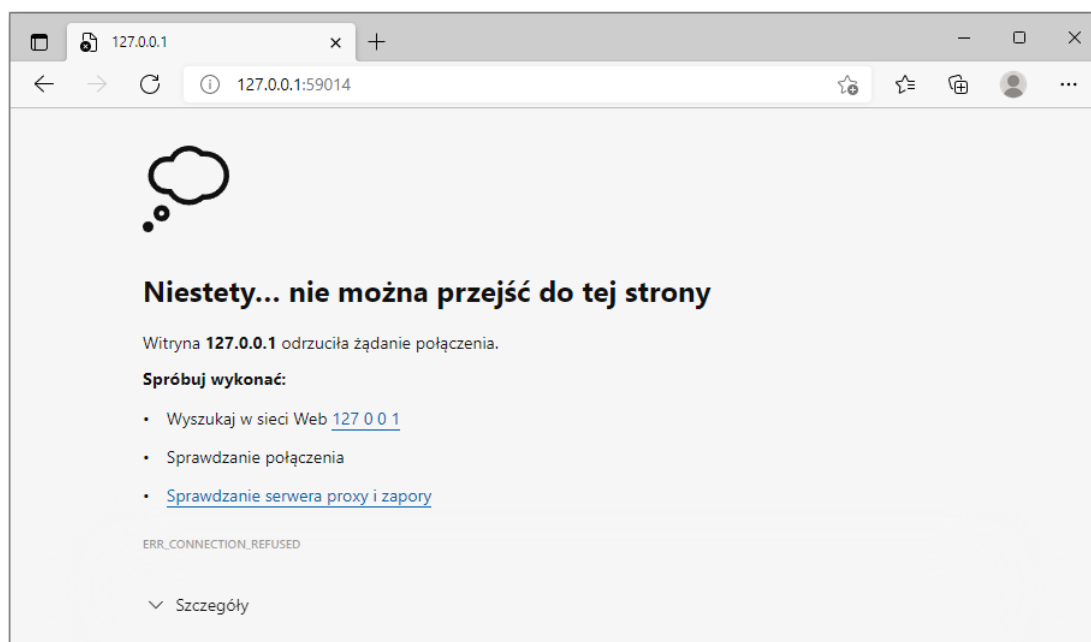 127.0.0.1
127.0.0.1:59014
Niestety... nie można przejść do tej strony
Witryna 127.0.0.1 odrzuciła żądanie połączenia.
Spróbuj wykonać:
• Wyszukaj w sieci Web 127 0 0 1
• Sprawdzanie połączenia
• Sprawdzanie serwera proxy i zapory
ERR_CONNECTION_REFUSED
Szczegóły